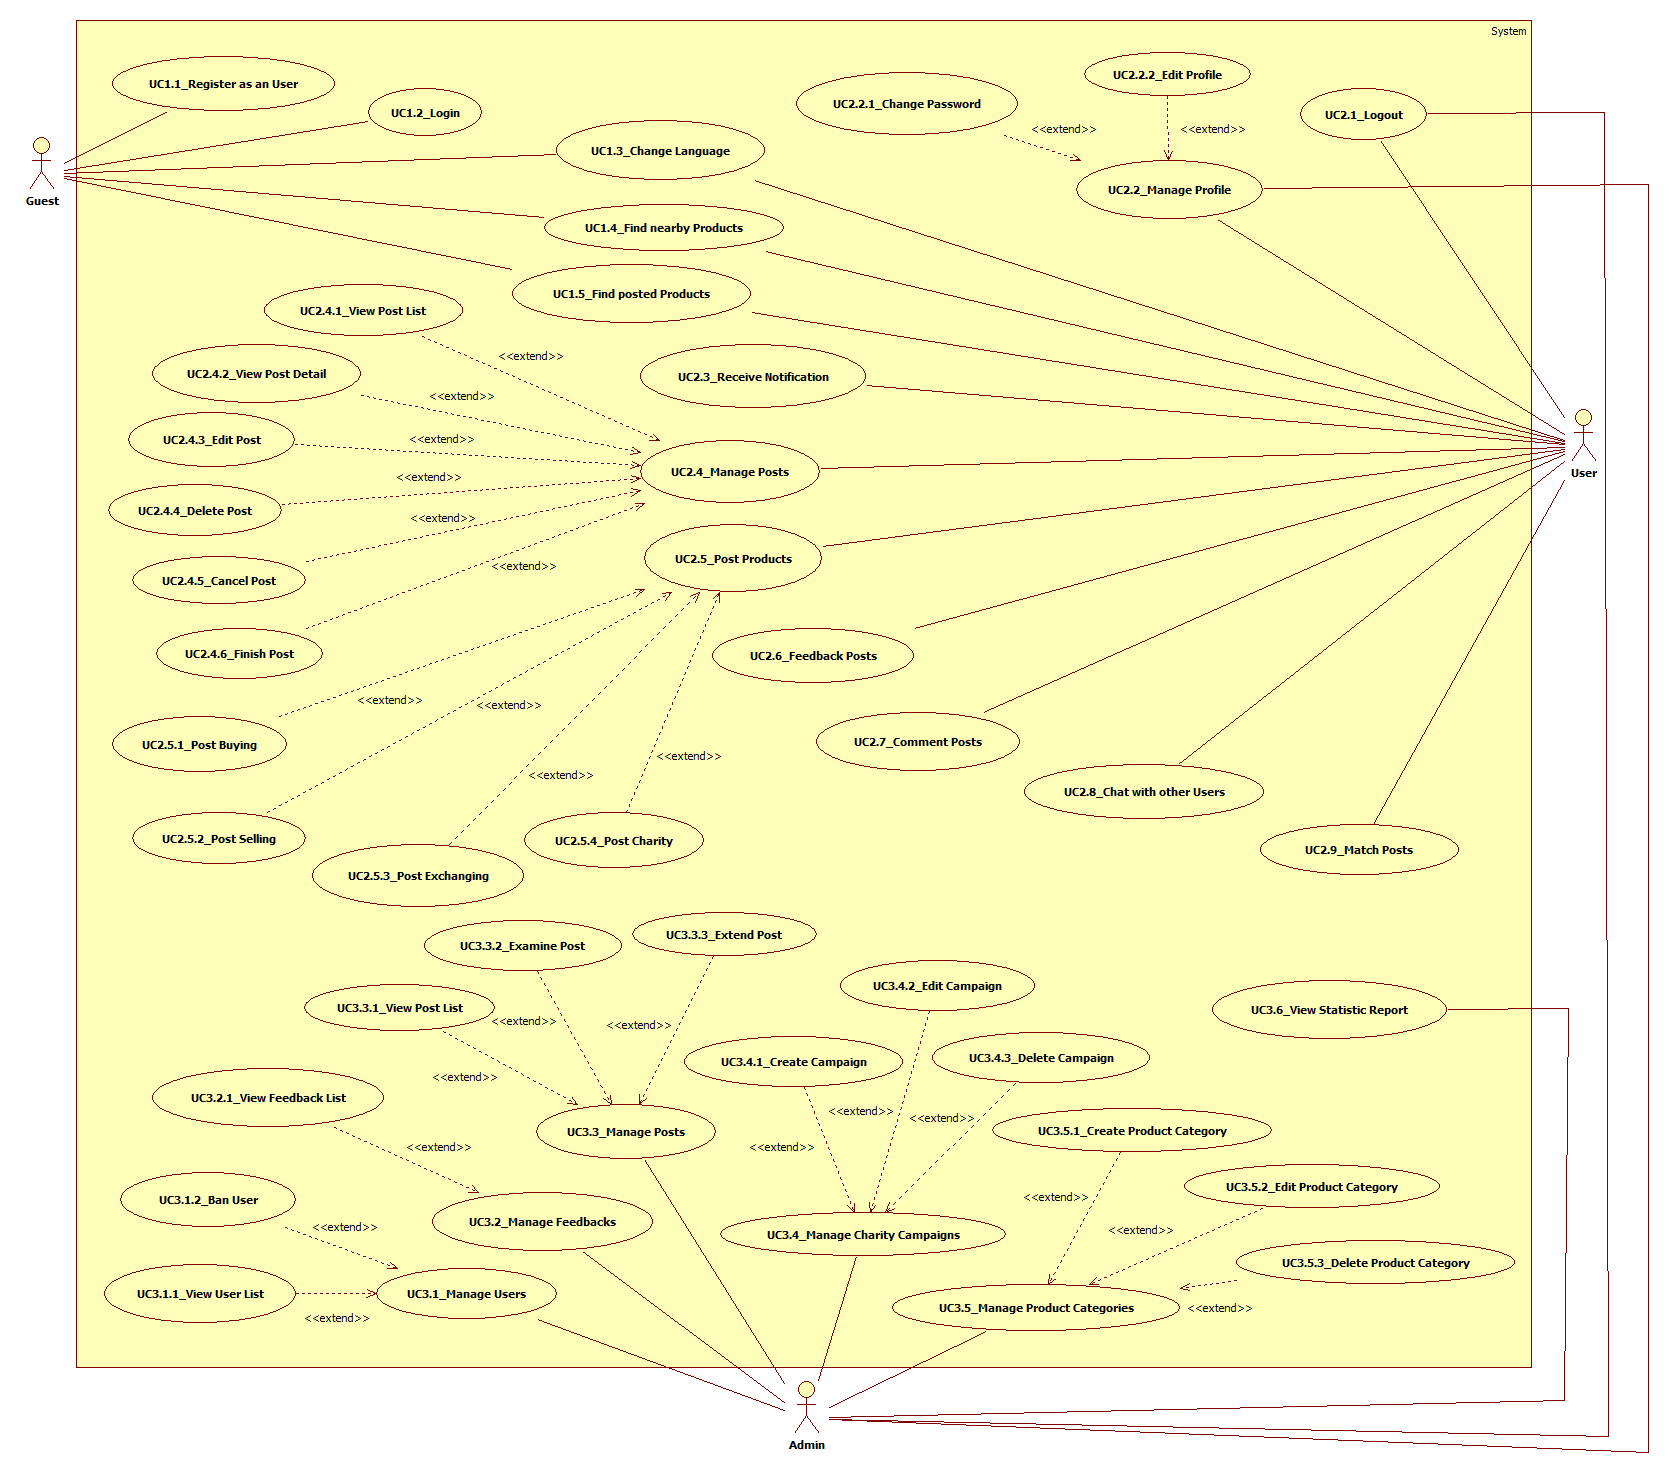 System
UC2.2.2_Edit Profile
UC1.1_Register as an User
UC2.2.1_Change Password
UC1.2_Login
UC2.1_Logout
<<extend>>
<<extend>>
UC1.3_Change Language
UC2.2_Manage Profile
Guest
UC1.4_Find nearby Products
UC1.5_Find posted Products
UC2.4.1_View Post List
<<extend>>
UC2.4.2_View Post Detail
UC2.3_Receive Notification
<<extend>>
UC2.4.3_Edit Post
<<extend>>
UC2.4_Manage Posts
User
<<extend>>
UC2.4.4_Delete Post
<<extend>>
UC2.5_Post Products
<<extend>>
UC2.4.5_Cancel Post
UC2.4.6_Finish Post
UC2.6_Feedback Posts
<<extend>>
<<extend>>
UC2.5.1_Post Buying
UC2.7_Comment Posts
<<extend>>
<<extend>>
UC2.8_Chat with other Users
UC2.5.2_Post Selling
UC2.5.4_Post Charity
UC2.9_Match Posts
UC2.5.3_Post Exchanging
UC3.3.3_Extend Post
UC3.3.2_Examine Post
UC3.4.2_Edit Campaign
UC3.3.1_View Post List
UC3.6_View Statistic Report
<<extend>>
<<extend>>
UC3.4.1_Create Campaign
UC3.4.3_Delete Campaign
<<extend>>
UC3.2.1_View Feedback List
<<extend>>
<<extend>>
UC3.3_Manage Posts
UC3.5.1_Create Product Category
<<extend>>
<<extend>>
UC3.5.2_Edit Product Category
<<extend>>
UC3.1.2_Ban User
UC3.2_Manage Feedbacks
<<extend>>
<<extend>>
UC3.4_Manage Charity Campaigns
UC3.5.3_Delete Product Category
UC3.1.1_View User List
UC3.1_Manage Users
UC3.5_Manage Product Categories
<<extend>>
<<extend>>
Admin